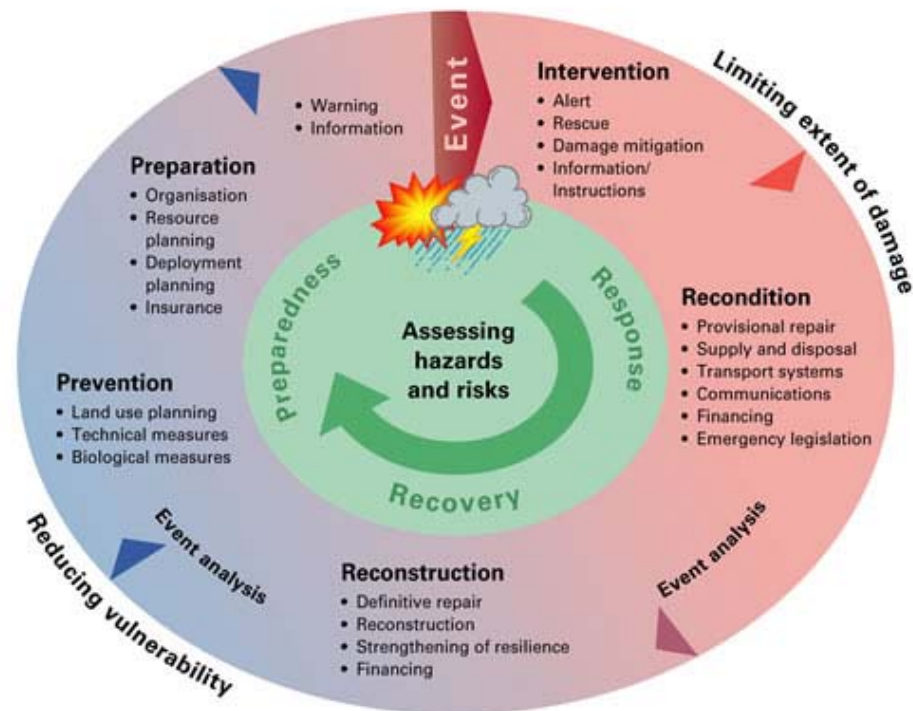 Event
Intervention
• Alert
• Rescue
• Damage mitigation
• Information/
Instructions
Limiting extent of damage
Recondition
• Provisional repair
• Supply and disposal
• Transport systems
• Communications
• Financing
• Emergency legislation
Event analysis
Reconstruction
• Definitive repair
• Reconstruction
• Strengthening of resilience
• Financing
Event analysis
Reducing vulnerability
Prevention
• Land use planning
• Technical measures
• Biological measures
Preparation
• Organisation
• Resource
planning
• Deployment
planning
• Insurance
• Warning
• Information
Preparedness
Response
Recovery
Assessing
hazards
and risks